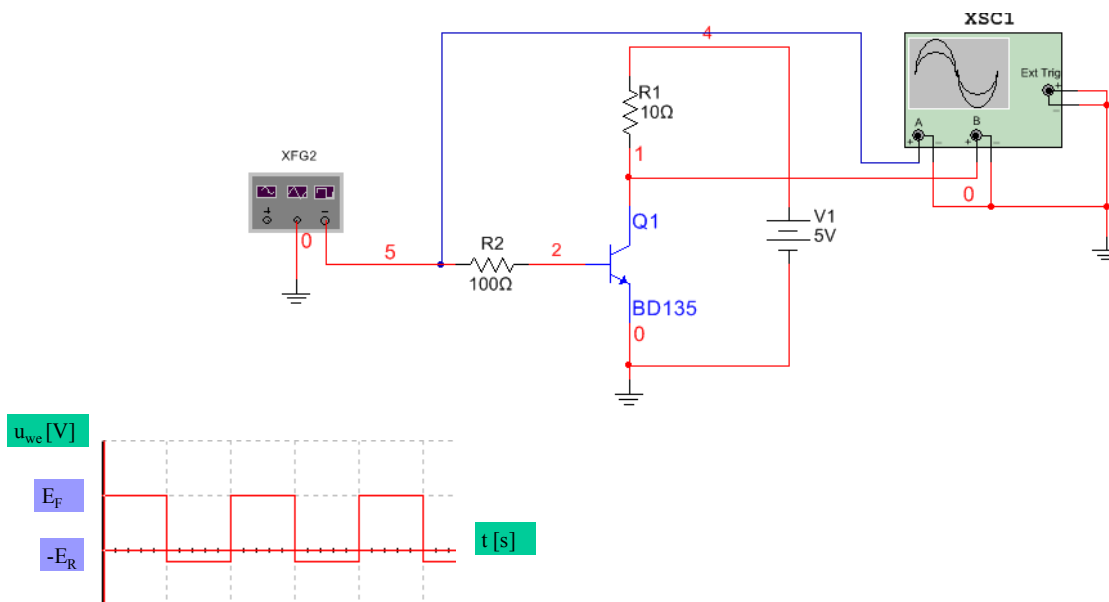 XSC1
4
Ext Trig
+
−
R1
10Ω
A
B
+
−
+
−
1
XFG2
0
Q1
V1
5V
+
−
0
5
R2
2
100Ω
BD135
0
u_we [V]
E_F
t [s]
-E_R